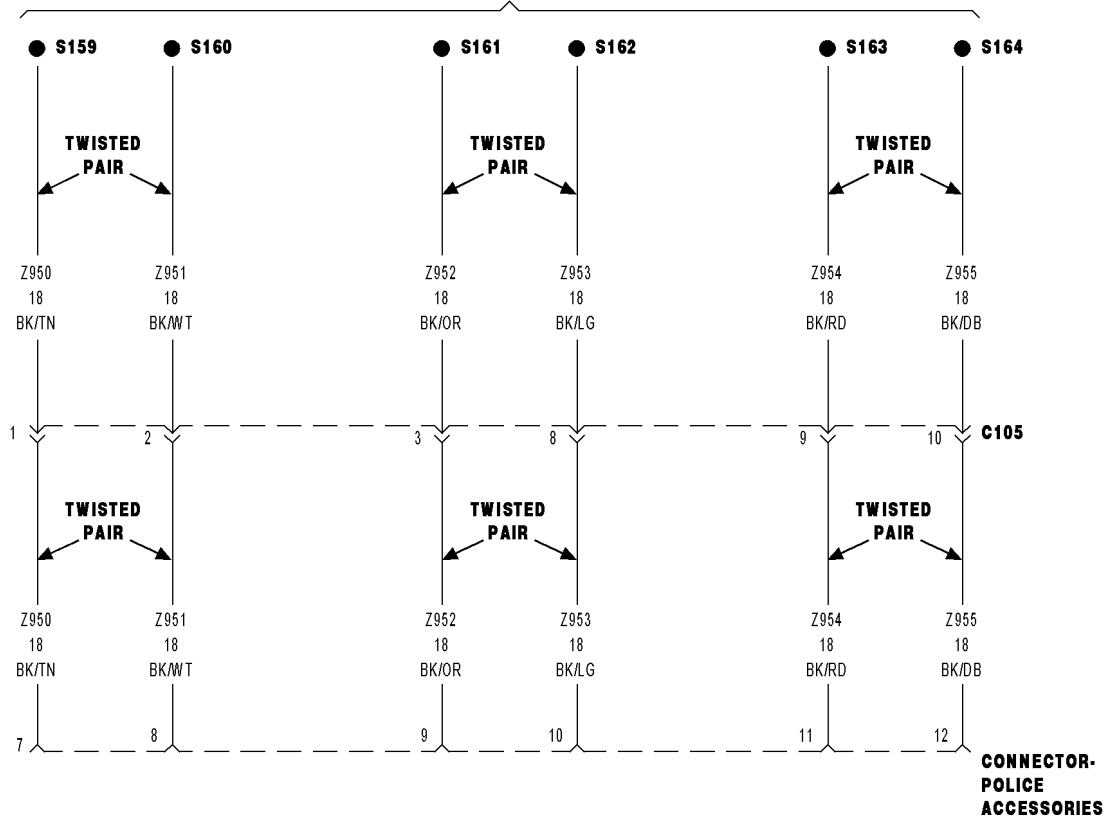 S159 S160 S161 S162 S163 S164
TWISTED TWISTED TWISTED
PAIR PAIR PAIR
Z950 Z951 Z952 Z953 Z954 Z955
18 18 18 18 18 18
BK/TN BK/WT BK/OR BK/LG BK/RD BK/DB
1 2 3 8 9 10 C105
TWISTED TWISTED TWISTED
PAIR PAIR PAIR
Z950 Z951 Z952 Z953 Z954 Z955
18 18 18 18 18 18
BK/TN BK/WT BK/OR BK/LG BK/RD BK/DB
7 8 9 10 11 12
CONNECTOR-
POLICE
ACCESSORIES